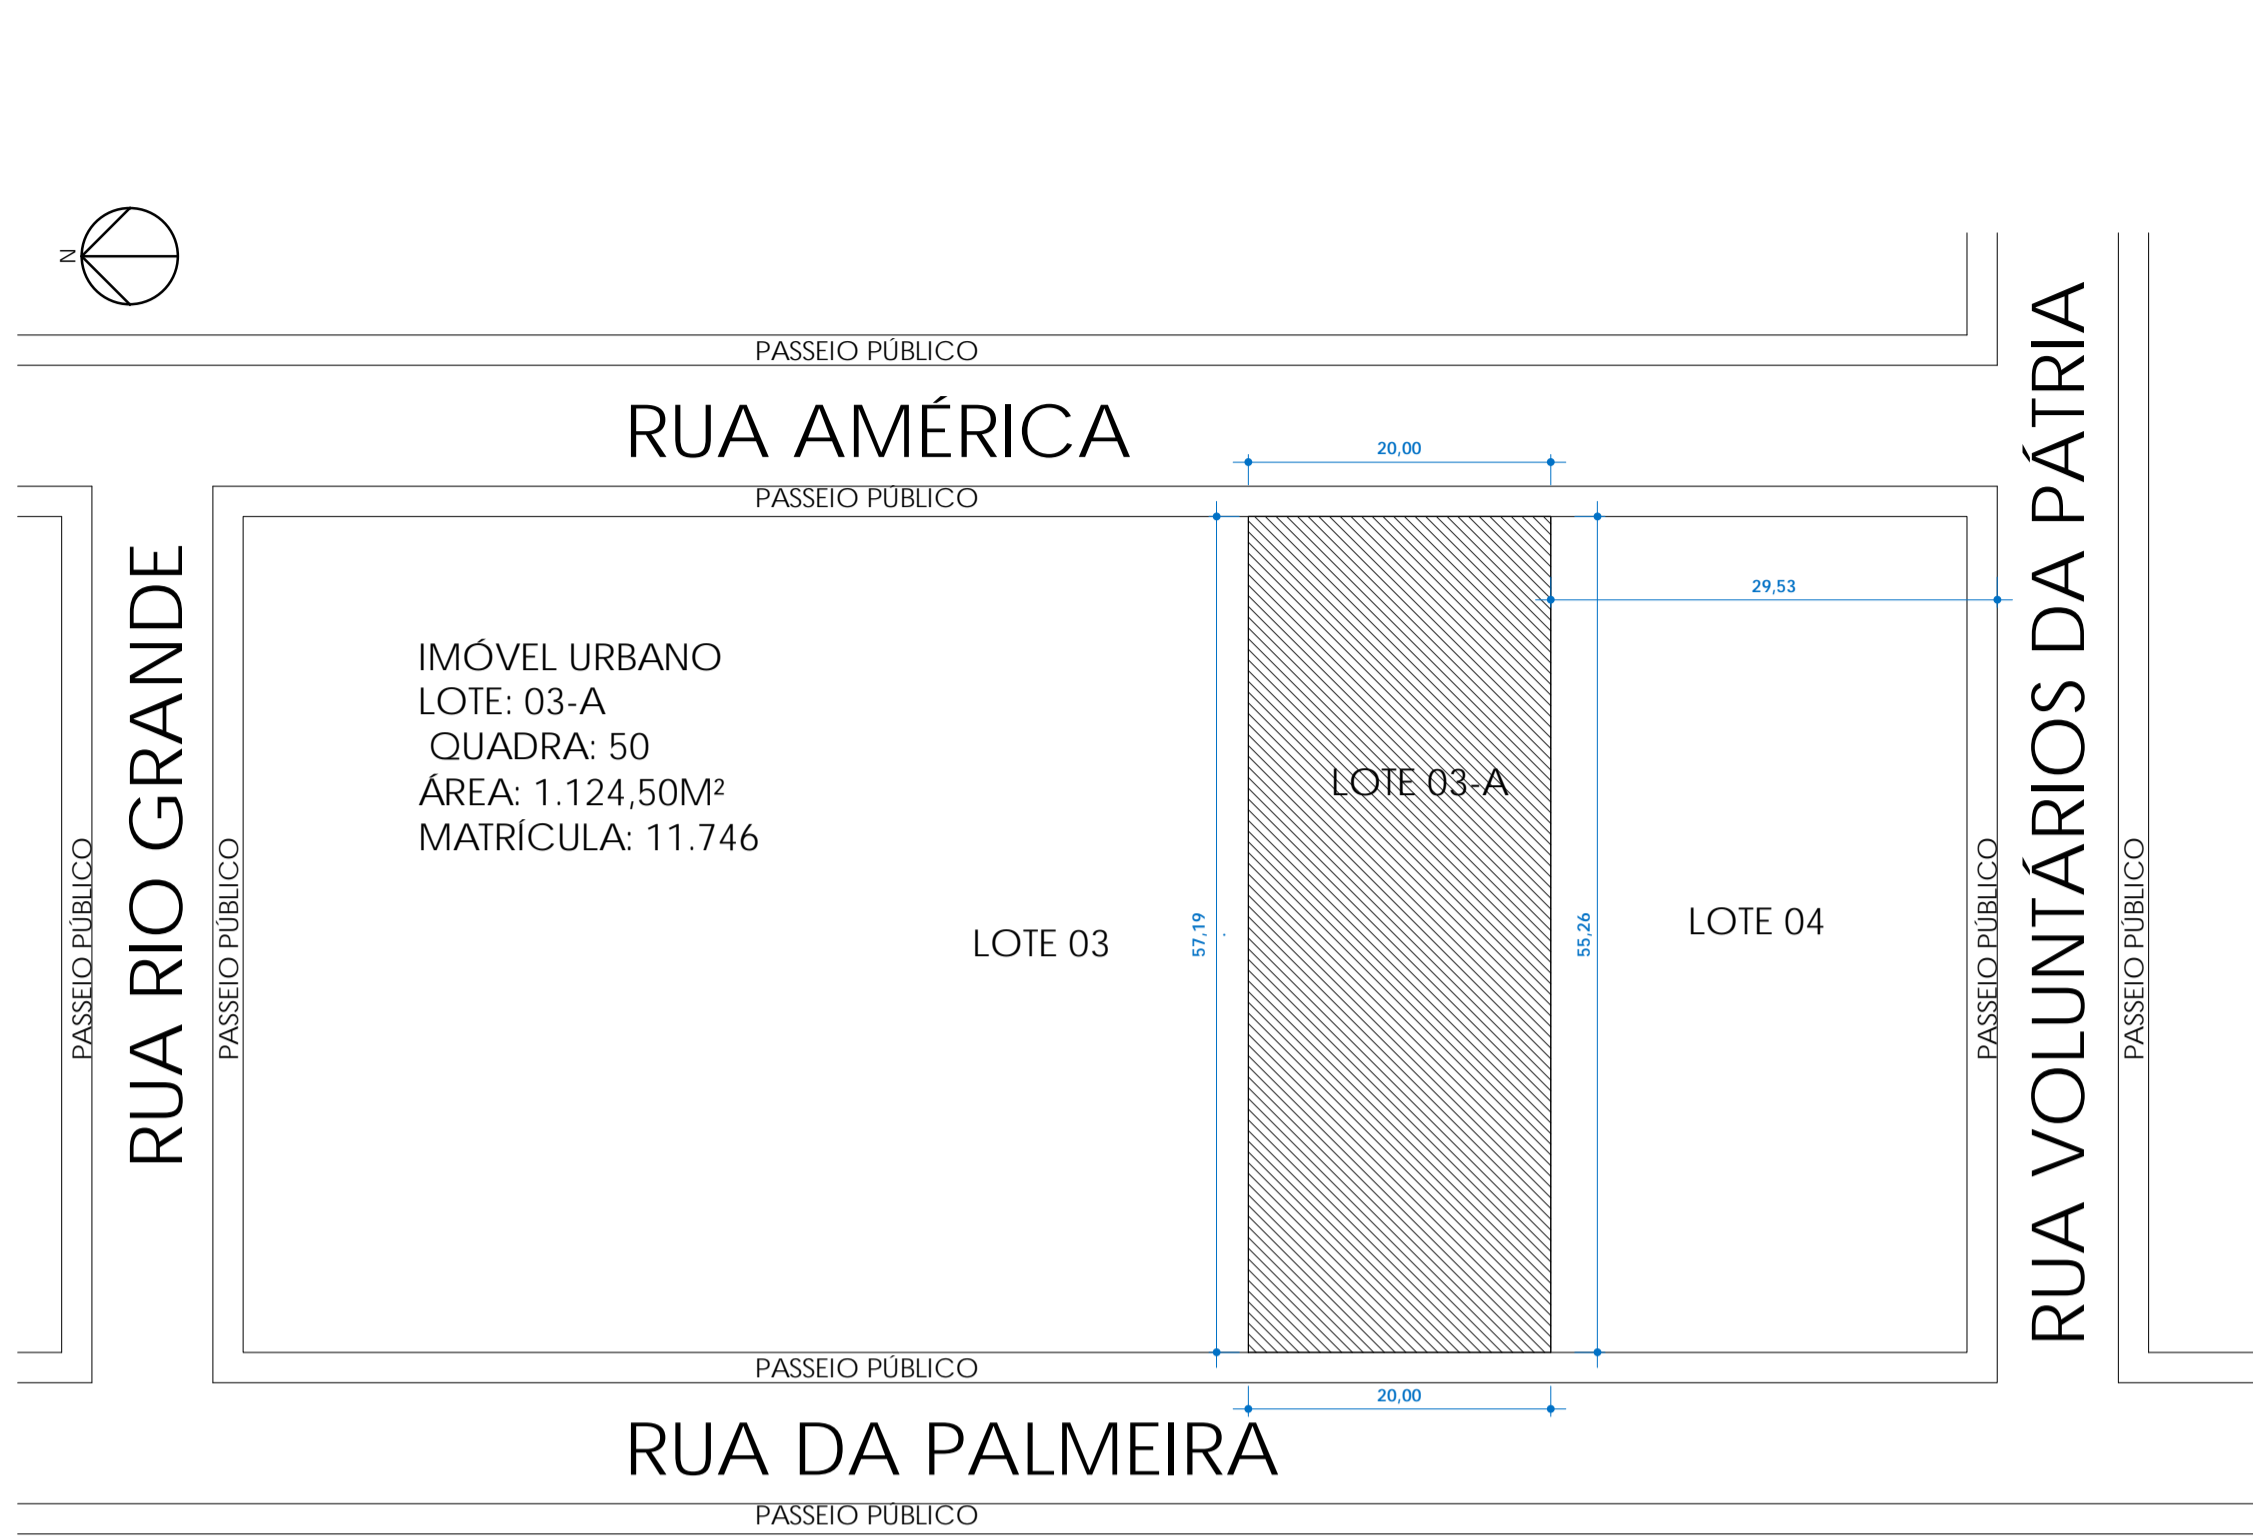 N
PASSEIO PÚBLICO
RUA AMÉRICA
20,00
PASSEIO PÚBLICO
29,53
IMÓVEL URBANO
LOTE: 03-A
QUADRA: 50
ÁREA: 1.124,50M²
MATRÍCULA: 11.746
LOTE 03-A
LOTE 03
57,19
55,26
LOTE 04
PASSEIO PÚBLICO
RUA RIO GRANDE
PASSEIO PÚBLICO
PASSEIO PÚBLICO
RUA VOLUNTÁRIOS DA PÁTRIA
PASSEIO PÚBLICO
PASSEIO PÚBLICO
20,00
RUA DA PALMEIRA
PASSEIO PÚBLICO